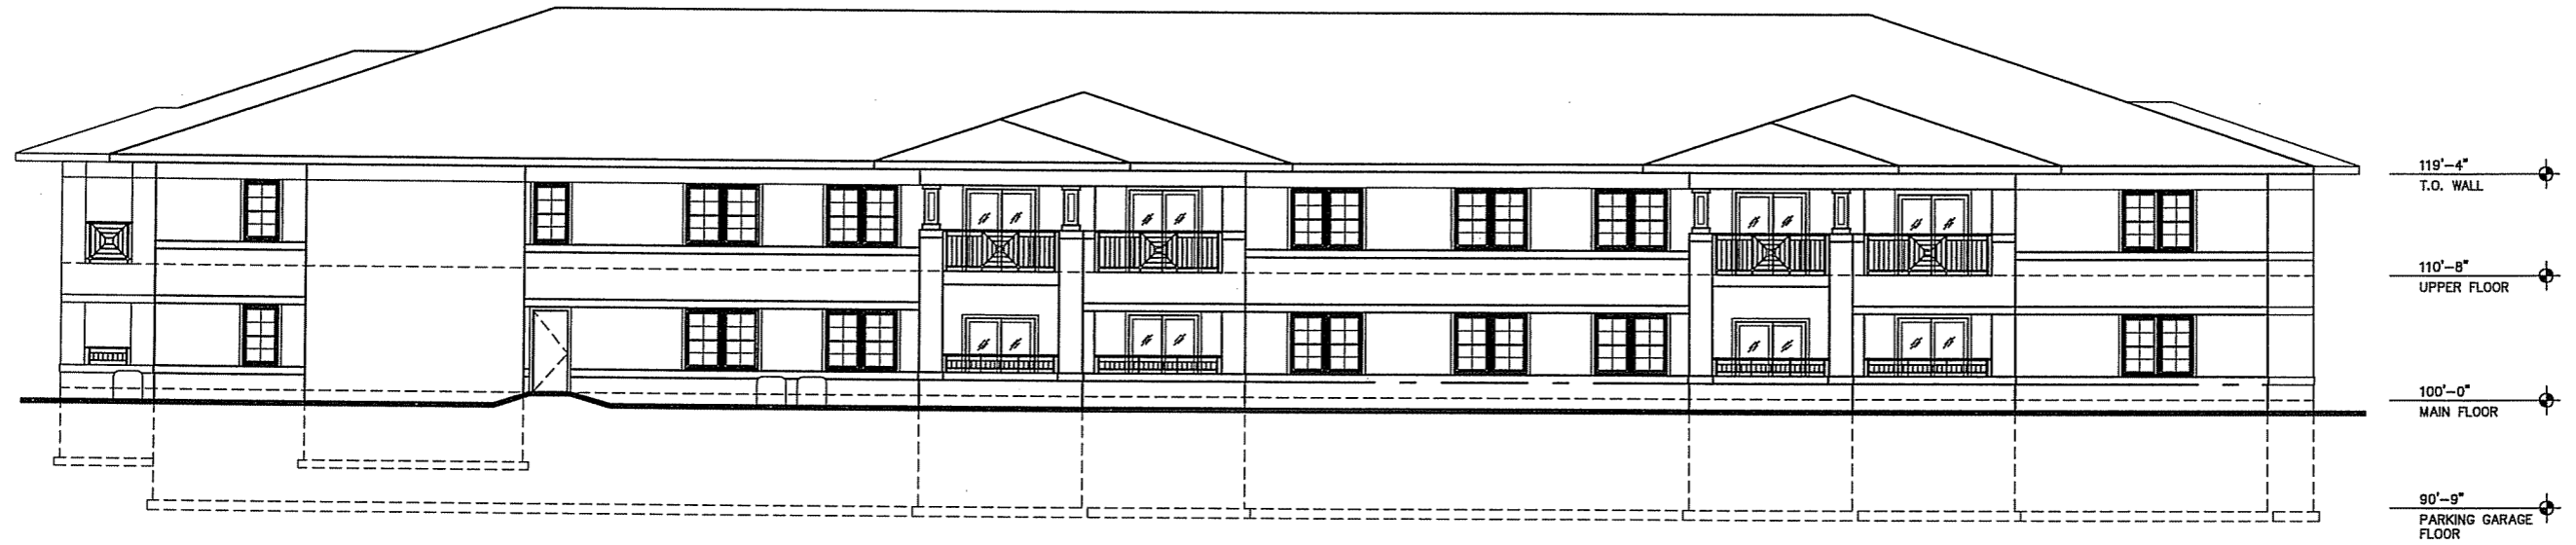 119'-4"
T.O. WALL
110'-8"
UPPER FLOOR
100'-0"
MAIN FLOOR
90'-9"
PARKING GARAGE
FLOOR